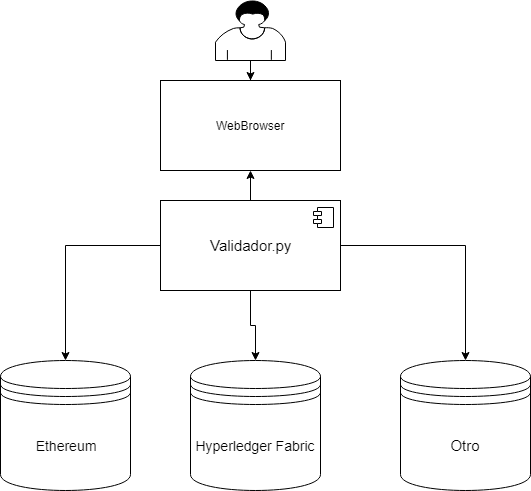 WebBrowser
Validador.py
Ethereum
Hyperledger Fabric
Otro